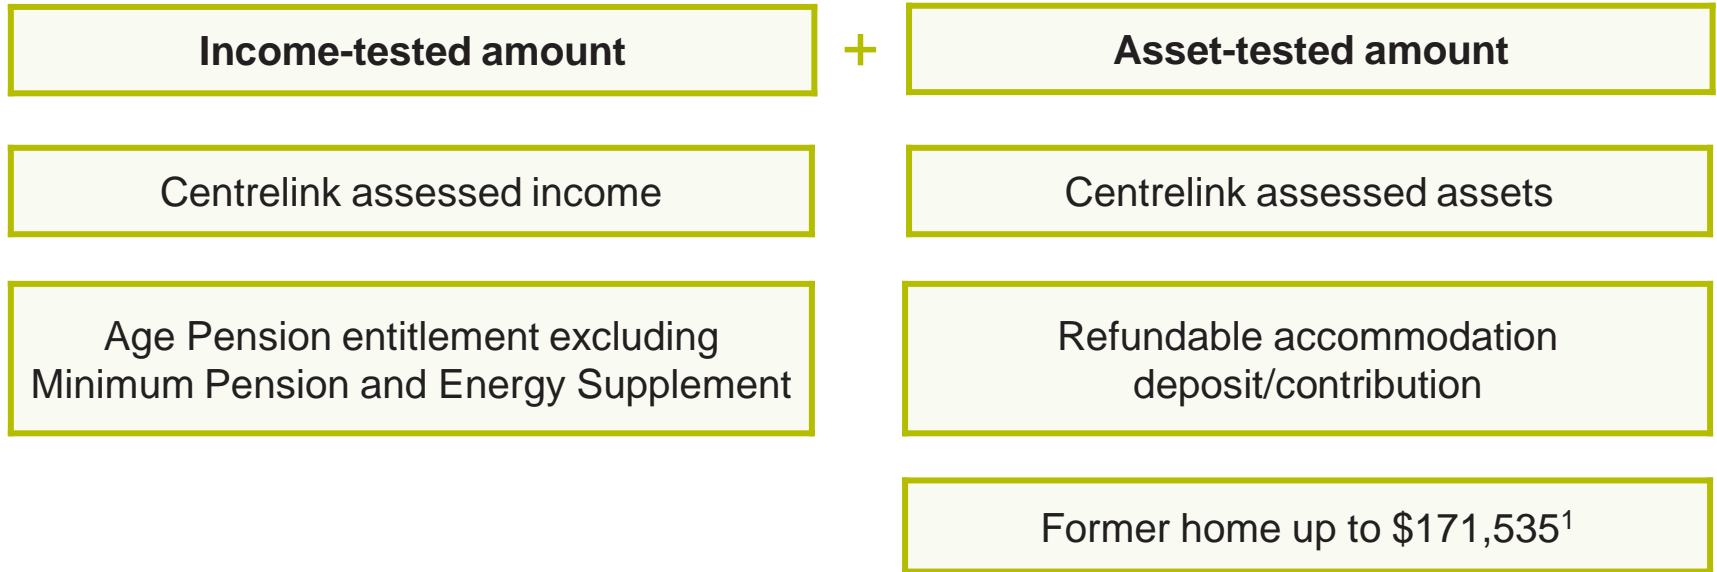 Income-tested amount
+
Asset-tested amount
Centrelink assessed income
Centrelink assessed assets
Age Pension entitlement excluding
Minimum Pension and Energy Supplement
Refundable accommodation
deposit/contribution
Former home up to $171,535¹